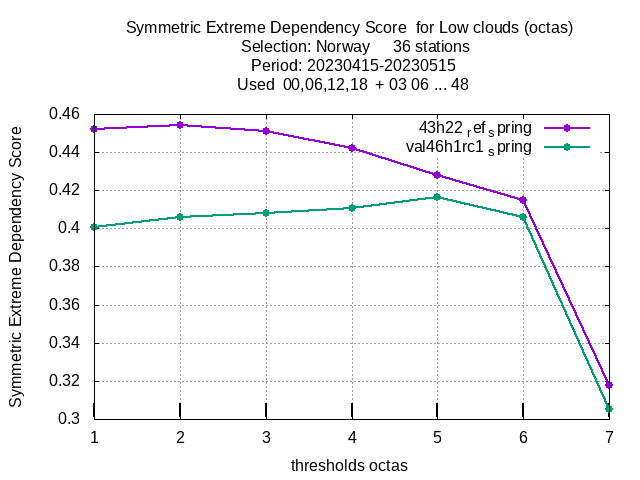 Symmetric Extreme Dependency Score  for Low clouds (octas)
Selection: Norway     36 stations
Period: 20230415-20230515
Used  00,06,12,18  + 03 06 ... 48
Symmetric Extreme Dependency Score
0.46
0.44
0.42
0.4
0.38
0.36
0.34
0.32
0.3
43h22 ref spring
val46h1rc1 spring
1 2 3 4 5 6 7
thresholds octas